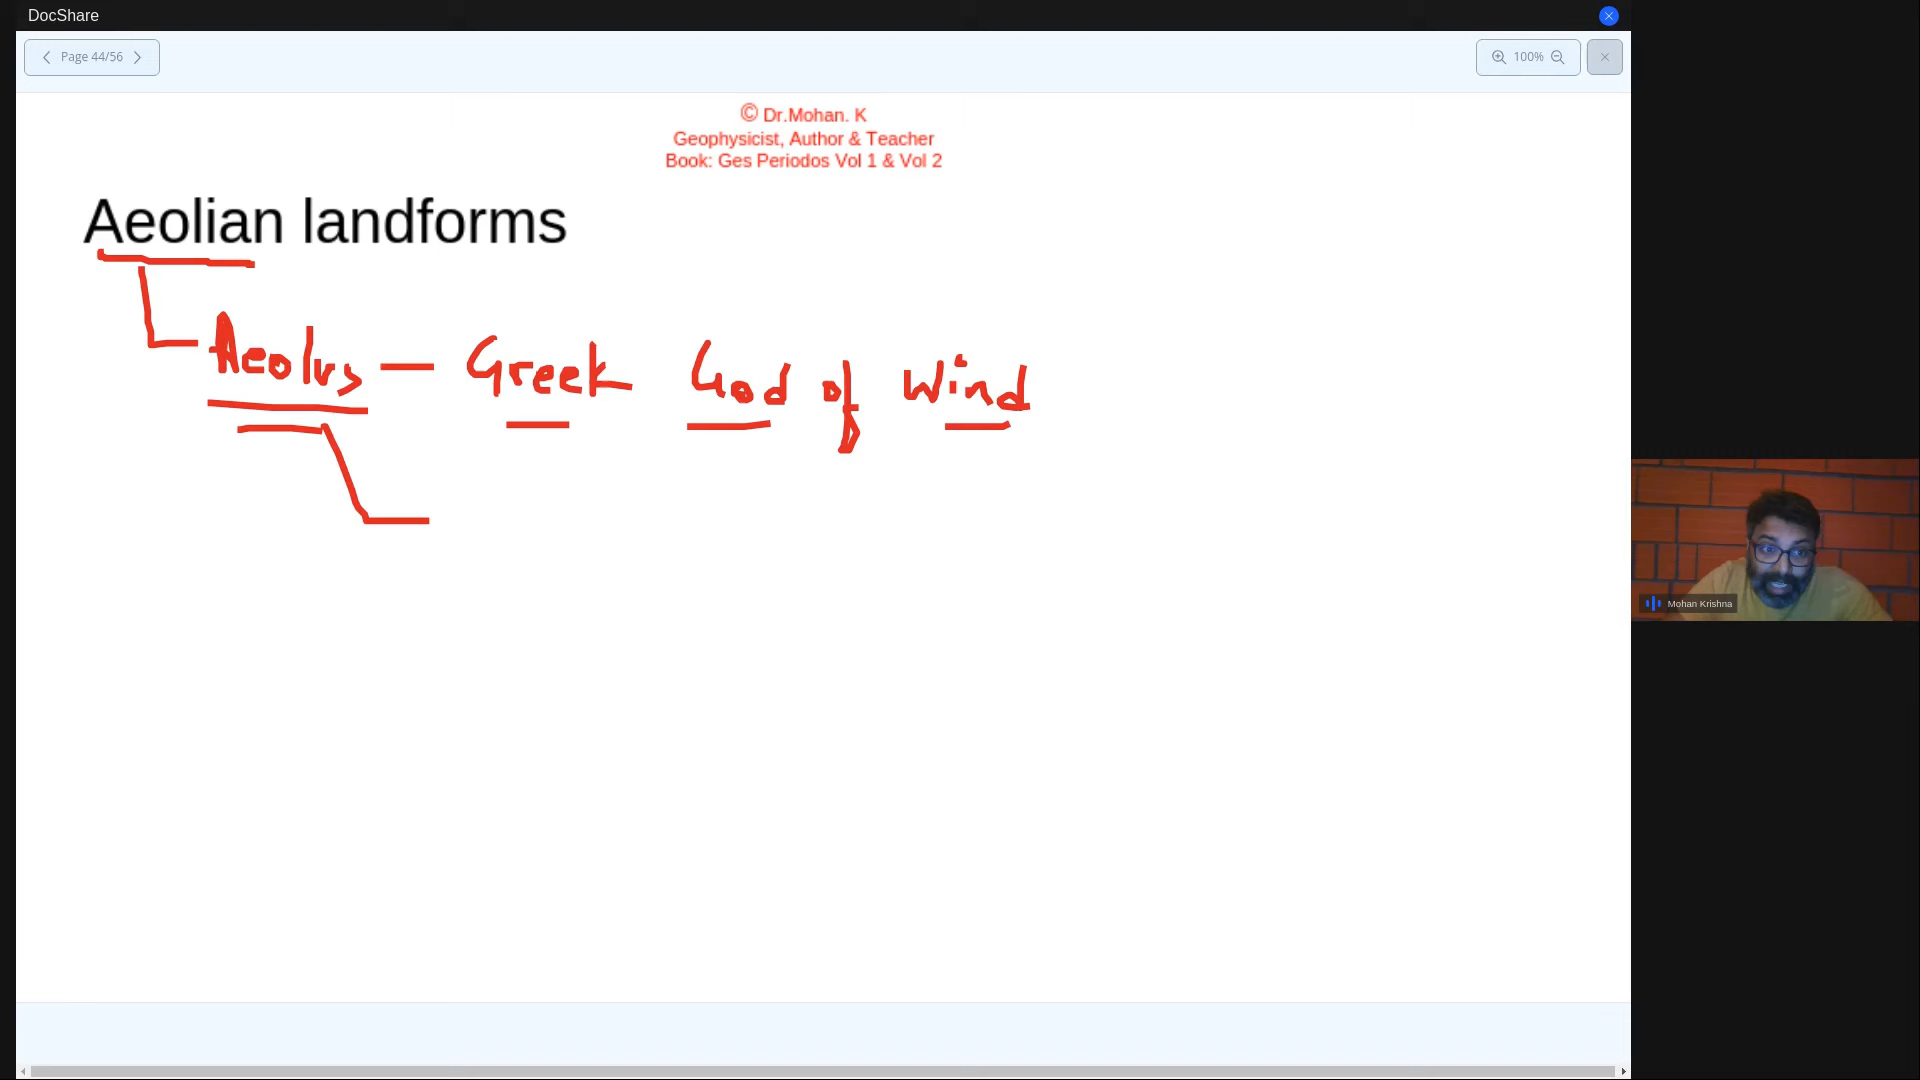 DocShare
Page 44/56
100%
© Dr.Mohan. K
Geophysicist, Author & Teacher
Book: Ges Periodos Vol 1 & Vol 2
Aeolian landforms
Aeolus — Greek God of Wind
Mohan Krishna